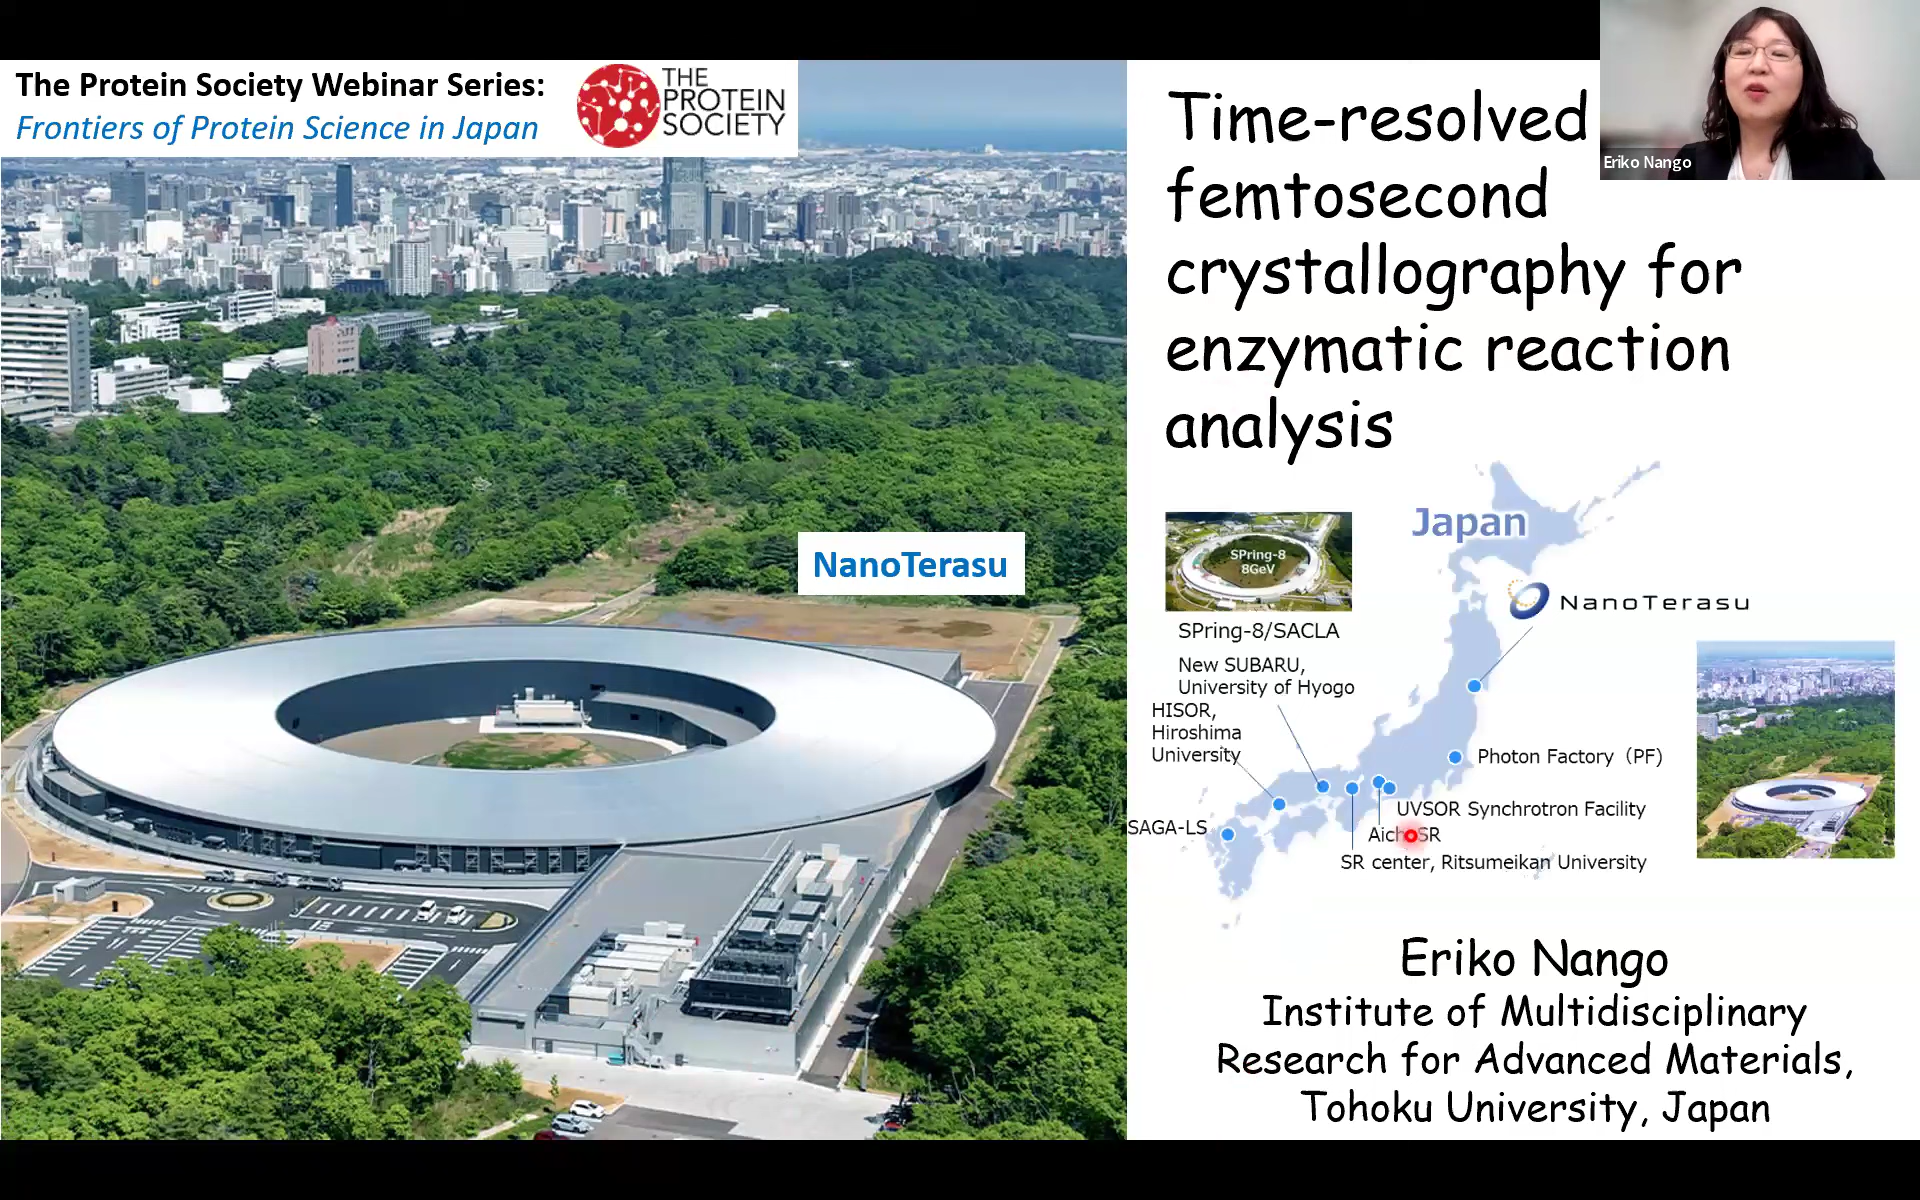 The Protein Society Webinar Series:
Frontiers of Protein Science in Japan
THE
PROTEIN
SOCIETY
NanoTerasu
Time-resolved
femtosecond
crystallography for
enzymatic reaction
analysis
Eriko Nango
Japan
SPring-8
8GeV
SPring-8/SACLA
NanoTerasu
New SUBARU,
University of Hyogo
HISOR,
Hiroshima
University
Photon Factory (PF)
UVSOR Synchrotron Facility
SAGA-LS
SR
SR center, Ritsumeikan University
Eriko Nango
Institute of Multidisciplinary
Research for Advanced Materials,
Tohoku University, Japan